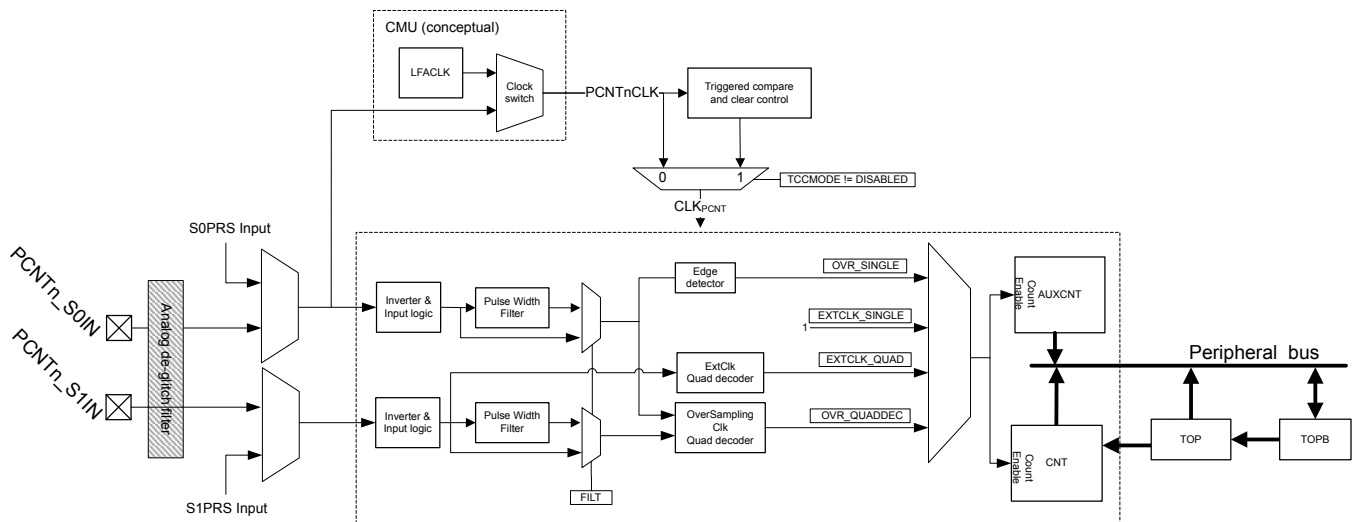 CMU (conceptual)
LFACLK
Clock
switch
PCNTnCLK
Triggered compare
and clear control
0 1
TCCMODE != DISABLED
CLKPCNT
S0PRS Input
PCNTn_S0IN
PCNTn_S1IN
Analog de-glitch filter
S1PRS Input
Inverter &
Input logic
Pulse Width
Filter
Edge
detector
OVR_SINGLE
1
EXTCLK_SINGLE
ExtClk
Quad decoder
EXTCLK_QUAD
Inverter &
Input logic
Pulse Width
Filter
OverSampling
Clk
Quad decoder
OVR_QUADDEC
FILT
Count
Enable
AUXCNT
Peripheral bus
Count
Enable
CNT
TOP
TOPB